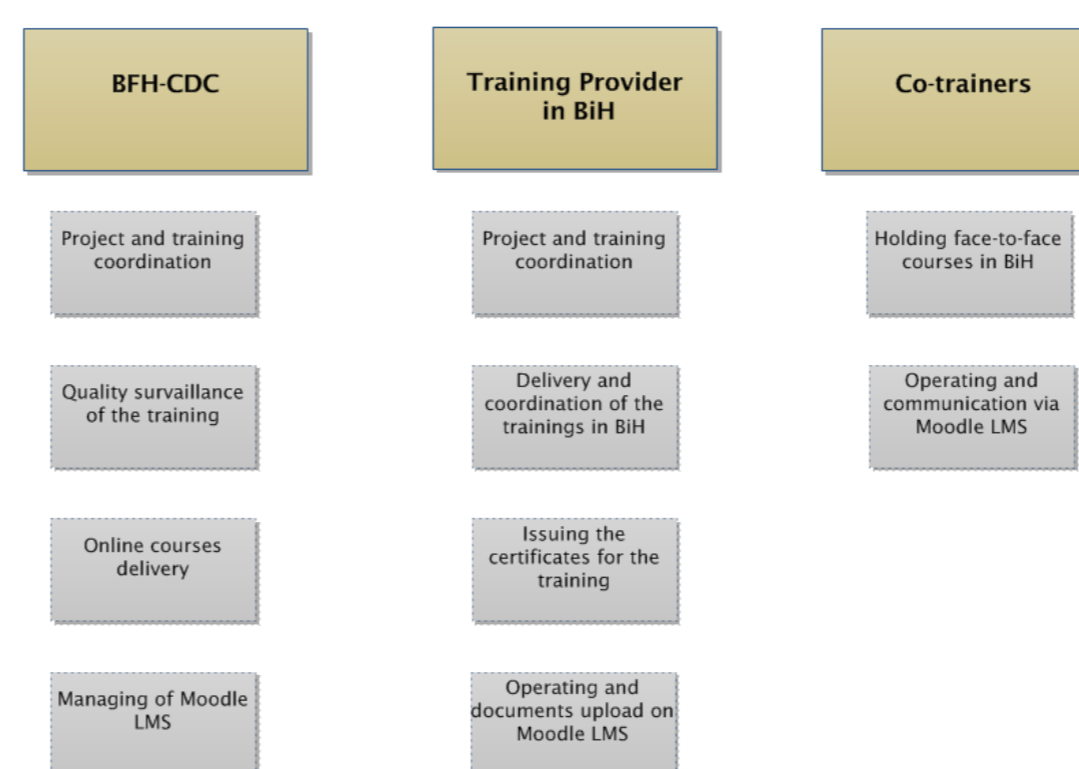 BFH-CDC
Training Provider
in BiH
Co-trainers
Project and training
coordination
Project and training
coordination
Holding face-to-face
courses in BiH
Quality survaillance
of the training
Delivery and
coordination of the
trainings in BiH
Operating and
communication via
Moodle LMS
Online courses
delivery
Issuing the
certificates for the
training
Managing of Moodle
LMS
Operating and
documents upload on
Moodle LMS